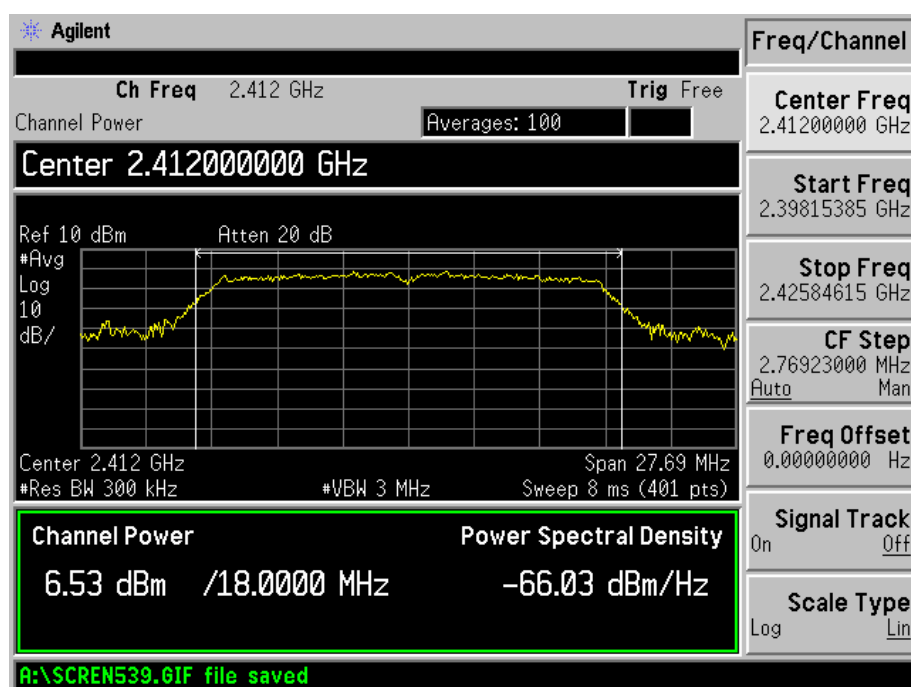 Agilent
Freq/Channel
Ch Freq 2.412 GHz Trig Free
Channel Power Averages: 100
Center 2.412000000 GHz
Ref 10 dBm Atten 20 dB
#Avg
Log
10
dB/
Center 2.412 GHz Span 27.69 MHz
#Res BW 300 kHz #VBW 3 MHz Sweep 8 ms (401 pts)
Channel Power Power Spectral Density
6.53 dBm /18.0000 MHz -66.03 dBm/Hz
A:\SCREN539.GIF file saved
Center Freq
2.41200000 GHz
Start Freq
2.39815385 GHz
Stop Freq
2.42584615 GHz
CF Step
2.76923000 MHz
Auto Man
Freq Offset
0.00000000 Hz
Signal Track
On Off
Scale Type
Log Lin